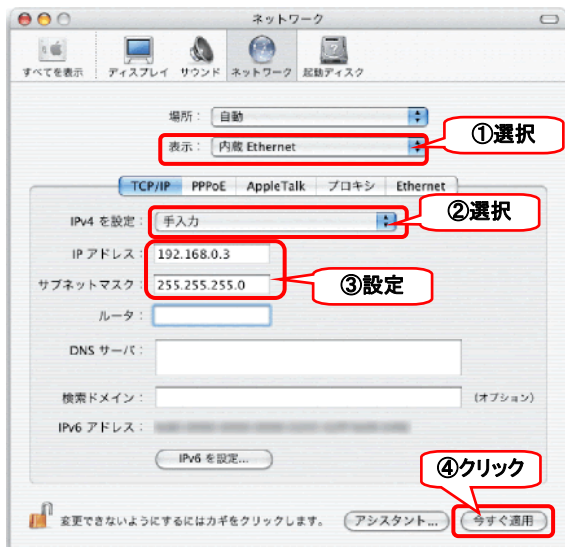 ネットワーク
すべてを表示 ディスプレイ サウンド ネットワーク 起動ディスク
場所： 自動
表示： 内蔵 Ethernet
①選択
TCP/IP PPPoE AppleTalk プロキシ Ethernet
IPv4 を設定： 手入力
②選択
IP アドレス： 192.168.0.3
サブネットマスク： 255.255.255.0
③設定
ルータ：
DNS サーバ：
検索ドメイン： (オプション)
IPv6 アドレス：
IPv6 を設定...
④クリック
変更できないようにするにはカギをクリックします。 アシスタント... 今すぐ適用